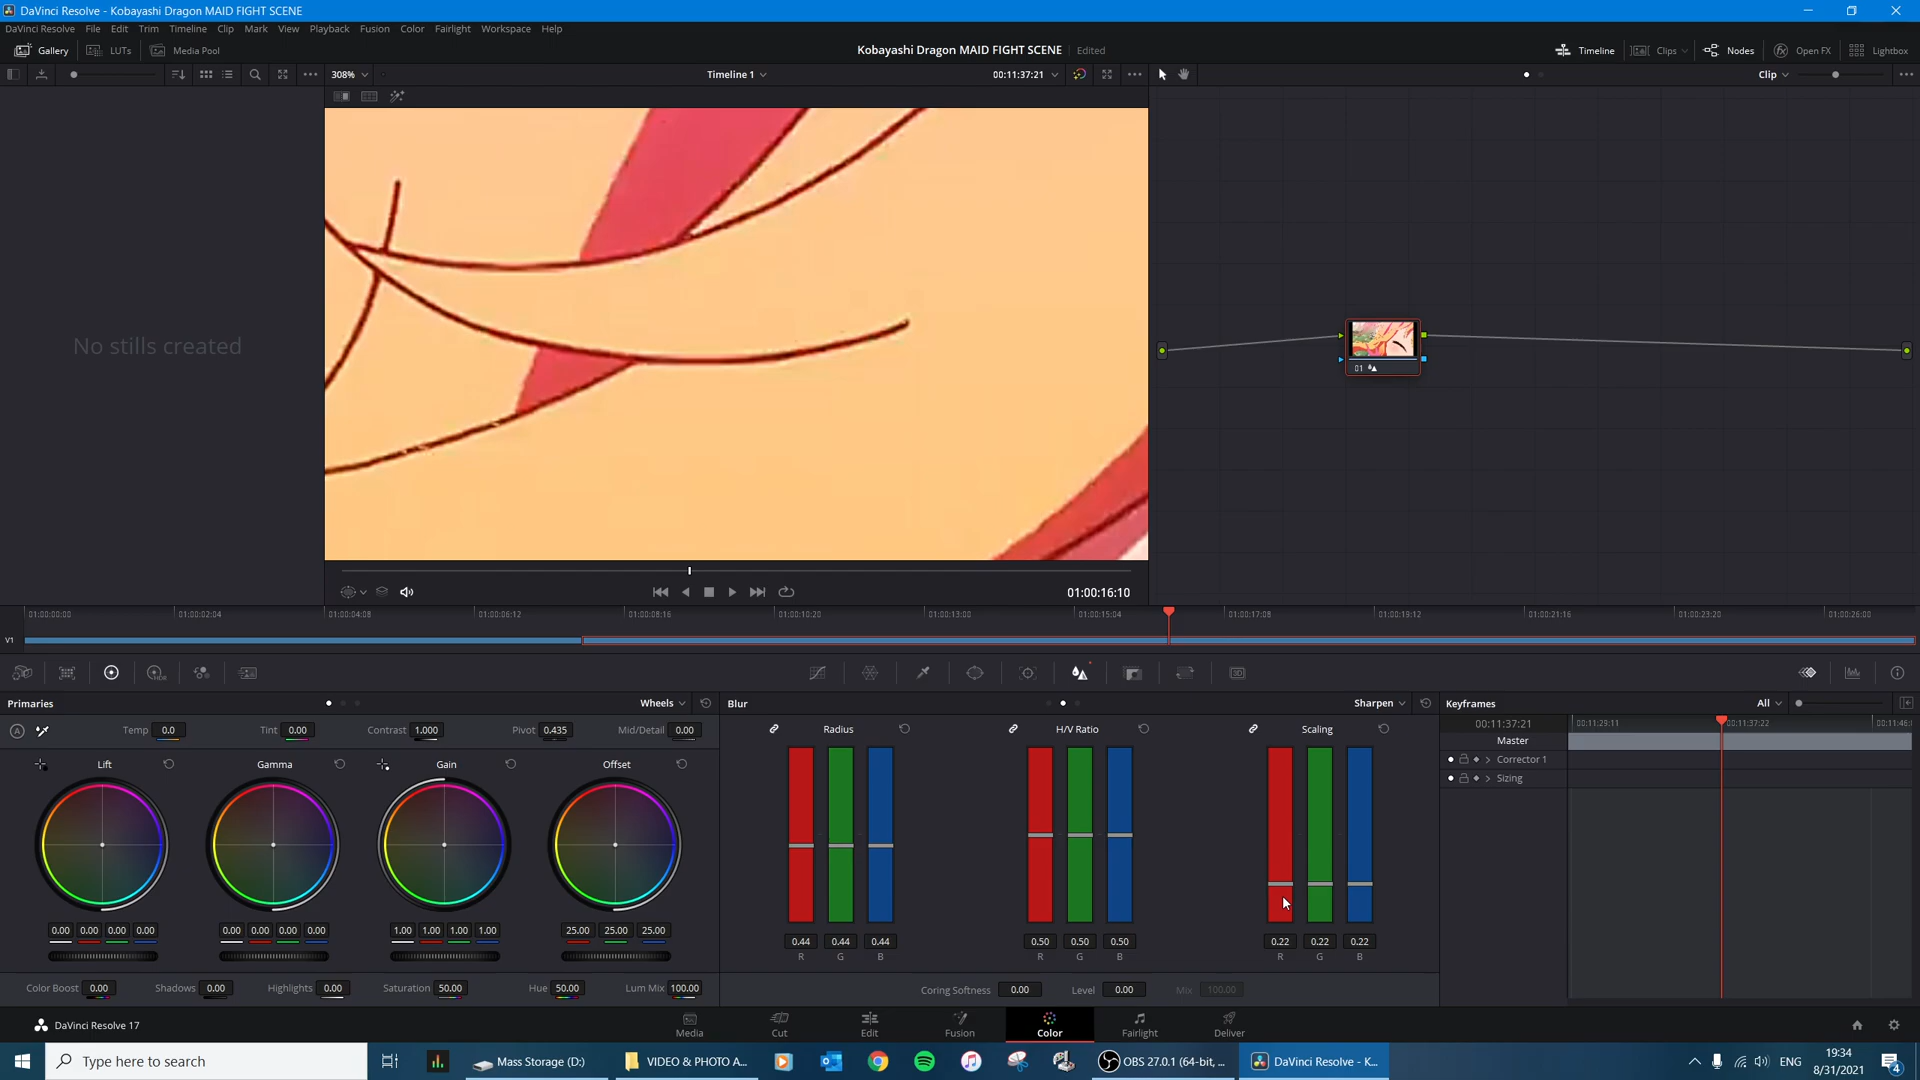 DaVinci Resolve - Kobayashi Dragon MAID FIGHT SCENE
DaVinci Resolve File Edit Trim Timeline Clip Mark View Playback Fusion Color Fairlight Workspace Help
Gallery LUTs Media Pool Kobayashi Dragon MAID FIGHT SCENE Edited Timeline Clips Nodes Open FX Lightbox
308% Timeline 1 00:11:37:21 Clip
No stills created
01
01:00:16:10
01:00:00:00 01:00:02:04 01:00:04:08 01:00:06:12 01:00:08:16 01:00:10:20 01:00:13:00 01:00:15:04 01:00:17:08 01:00:19:12 01:00:21:16 01:00:23:20 01:00:26:00
V1
Primaries Wheels Blur Sharpen Keyframes All
Temp 0.0 Tint 0.00 Contrast 1.000 Pivot 0.435 Mid/Detail 0.00 Radius H/V Ratio Scaling 00:11:37:21 00:11:29:11 00:11:37:22 00:11:46:
Master
Lift Gamma Gain Offset Corrector 1
Sizing
0.00 0.00 0.00 0.00 0.00 0.00 0.00 0.00 1.00 1.00 1.00 1.00 25.00 25.00 25.00
0.44 0.44 0.44 0.50 0.50 0.50 0.22 0.22 0.22
R G B R G B R G B
Color Boost 0.00 Shadows 0.00 Highlights 0.00 Saturation 50.00 Hue 50.00 Lum Mix 100.00 Coring Softness 0.00 Level 0.00 Mix 100.00
DaVinci Resolve 17 Media Cut Edit Fusion Color Fairlight Deliver
Type here to search Mass Storage (D:) VIDEO & PHOTO A... OBS 27.0.1 (64-bit, ... DaVinci Resolve - K... ENG 19:34
8/31/2021 4